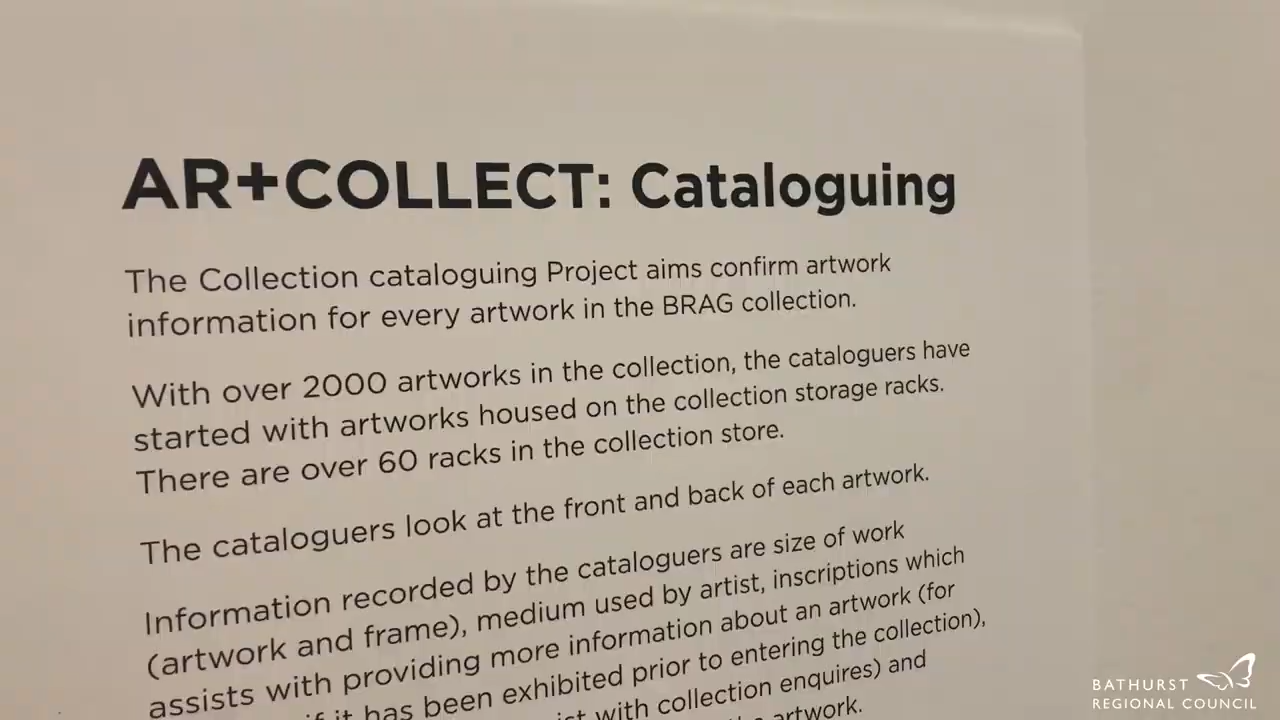 AR+COLLECT: Cataloguing
The Collection cataloguing Project aims confirm artwork
information for every artwork in the BRAG collection.
With over 2000 artworks in the collection, the cataloguers have
started with artworks housed on the collection storage racks.
There are over 60 racks in the collection store.
The cataloguers look at the front and back of each artwork.
Information recorded by the cataloguers are size of work
(artwork and frame), medium used by artist, inscriptions which
assists with providing more information about an artwork (for
if it has been exhibited prior to entering the collection),
with collection enquires) and
artwork.
BATHURST
REGIONAL COUNCIL